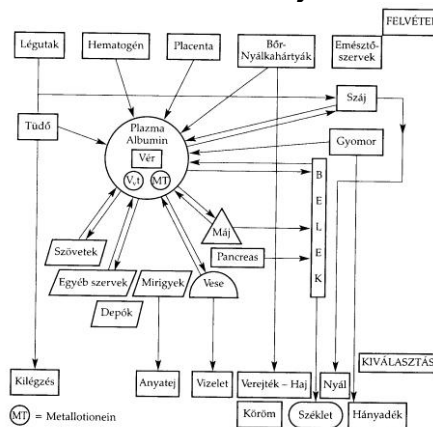 FELVÉTEL
Légutak
Hematogén
Placenta
Bőr-
Nyálkahártyák
Emésztő-
szervek
Száj
Tüdő
Plazma
Albumin
Vér
MT
Gyomor
BELEK
Máj
Szövetek
Pancreas
Egyéb szervek
Mirigyek
Vese
Depók
KIVÁLASZTÁS
Kilégzés
Anyatej
Vizelet
Verejték – Haj
Nyál
Köröm
Széklet
Hányadék
MT = Metallotionein